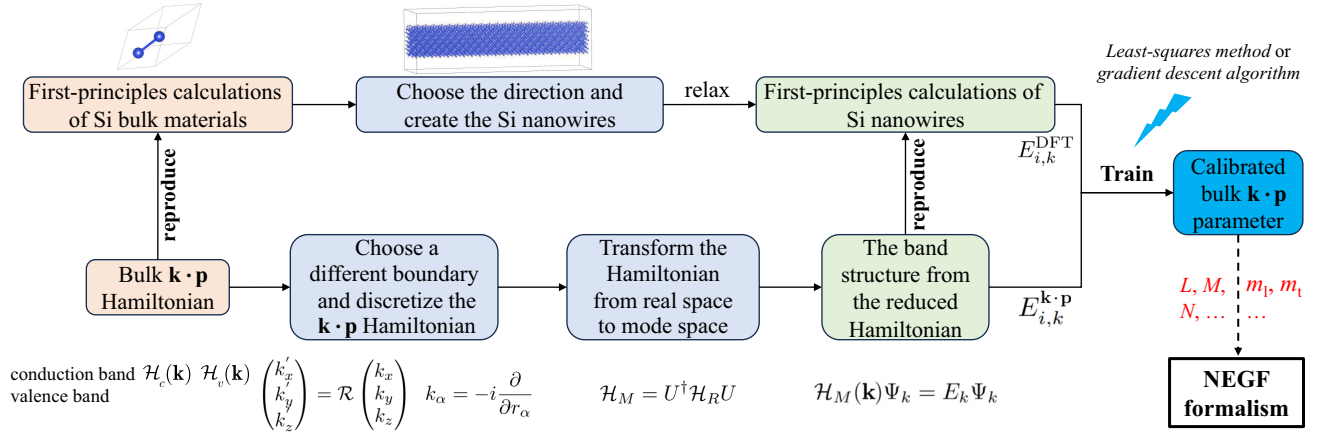 First-principles calculations
of Si bulk materials
Choose the direction and
create the Si nanowires
relax
First-principles calculations of
Si nanowires
Least-squares method or
gradient descent algorithm
reproduce
reproduce
E_{i,k}^{DFT}
Train
Calibrated
bulk k · p
parameter
Bulk k · p
Hamiltonian
Choose a
different boundary
and discretize the
k · p Hamiltonian
Transform the
Hamiltonian
from real space
to mode space
The band
structure from
the reduced
Hamiltonian
E_{i,k}^{k·p}
L, M,
N, …
m_l, m_t
…
NEGF
formalism
conduction band ℋ_c(k) ℋ_v(k)
valence band
(k'_x k'_y k'_z) = ℛ (k_x k_y k_z)
k_α = −i ∂/∂r_α
ℋ_M = U^†ℋ_R U
ℋ_M(k)Ψ_k = E_kΨ_k